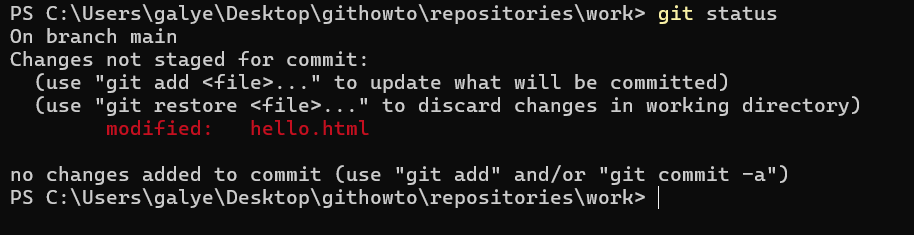 PS C:\Users\galye\Desktop\githowto\repositories\work> git status
On branch main
Changes not staged for commit:
  (use "git add <file>..." to update what will be committed)
  (use "git restore <file>..." to discard changes in working directory)
        modified:   hello.html

no changes added to commit (use "git add" and/or "git commit -a")
PS C:\Users\galye\Desktop\githowto\repositories\work>